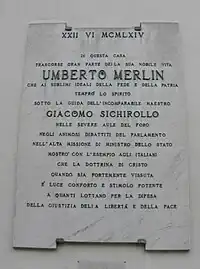 XXII VI MCMLXIV
IN QUESTA CASA
TRASCORSE GRAN PARTE DELLA SUA NOBILE VITA
UMBERTO MERLIN
CHE AI SUBLIMI IDEALI DELLA FEDE E DELLA PATRIA
TEMPRÒ LO SPIRITO
SOTTO LA GUIDA DELL'INCOMPARABILE MAESTRO
GIACOMO SICHIROLLO
NELLE SEVERE AULE DEL FORO
NEGLI ANIMOSI DIBATTITI DEL PARLAMENTO
NELL'ALTA MISSIONE DI MINISTRO DELLO STATO
MOSTRÒ CON L'ESEMPIO AGLI ITALIANI
CHE LA DOTTRINA DI CRISTO
QUANDO SIA FORTEMENTE VISSUTA
È LUCE CONFORTO E STIMOLO POTENTE
A QUANTI LOTTANO PER LA DIFESA
DELLA GIUSTIZIA DELLA LIBERTÀ E DELLA PACE